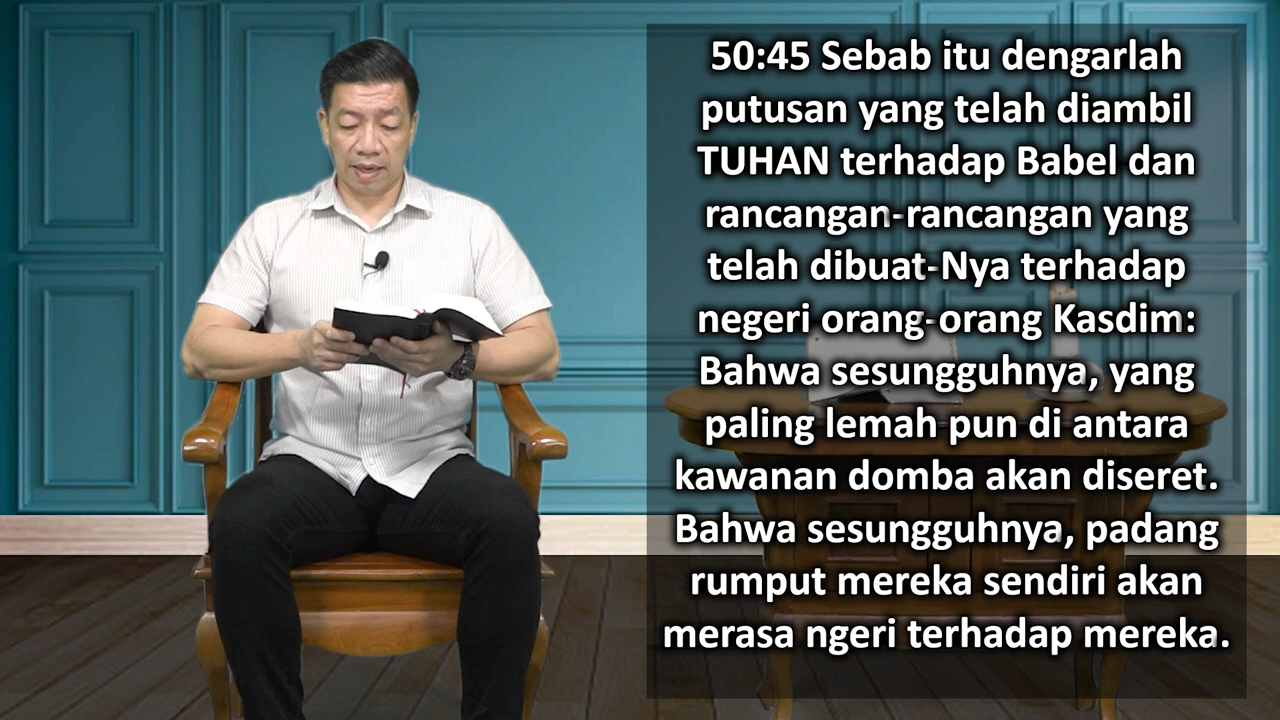 50:45 Sebab itu dengarlah
putusan yang telah diambil
TUHAN terhadap Babel dan
rancangan-rancangan yang
telah dibuat-Nya terhadap
negeri orang-orang Kasdim:
Bahwa sesungguhnya, yang
paling lemah pun di antara
kawanan domba akan diseret.
Bahwa sesungguhnya, padang
rumput mereka sendiri akan
merasa ngeri terhadap mereka.